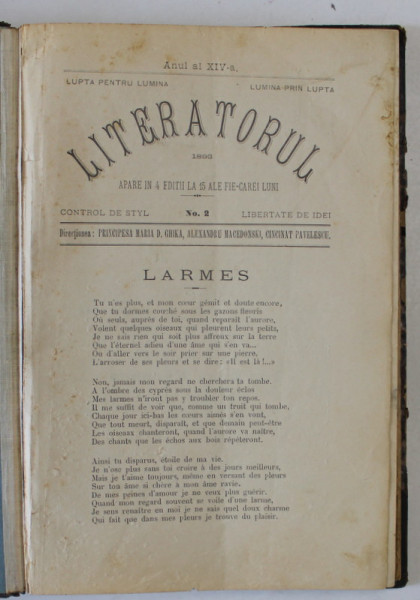 Anul al XIV-a.
LUPTA PENTRU LUMINA
LUMINA PRIN LUPTA
LITERATORUL
1893
APARE IN 4 EDITII LA 15 ALE FIE-CAREI LUNI
CONTROL DE STYL
No. 2
LIBERTATE DE IDEI
Direcțiunea: PRINCIPESA MARIA D. GHIKA, ALEXANDRU MACEDONSKI, CINCINAT PAVELESCU.
LARMES
Tu n'es plus, et mon cœur gémit et doute encore,
Que tu dormes couché sous les gazons fleuris
Où seuls, auprès de toi, quand reparaît l'aurore,
Voient quelques oiseaux qui pleurent leurs petits,
Je ne sais rien qui soit plus affreux sur la terre
Que l'éternel adieu d'une âme qui s'en va...
Ou d'aller vers le soir prier sur une pierre,
L'arroser de ses pleurs et se dire: «Il est là!...»
Non, jamais mon regard ne cherchera ta tombe.
A l'ombre des cyprès sous la douleur éclos
Mes larmes n'iront pas y troubler ton repos.
Il me suffit de voir que, comme un fruit qui tombe,
Chaque jour ici-bas les mœurs aînés s'en vont,
Que tout meurt, disparaît, et que demain peut-être
Les oiseaux chanteront, quand l'aurore va naître,
Des chants que les échos aux bois répéteront.
Ainsi tu disparus, étoile de ma vie.
Je n'ose plus sans toi croire à des jours meilleurs,
Mais je t'aime toujours, même en versant des pleurs
Sur ton âme si chère à mon âme ravie.
De mes peines d'amour je ne veux plus guérir.
Quand mon regard souvent se voile d'une larme,
Je sens renaître en moi je ne sais quel doux charme
Qui fait que dans mes pleurs je trouve du plaisir.